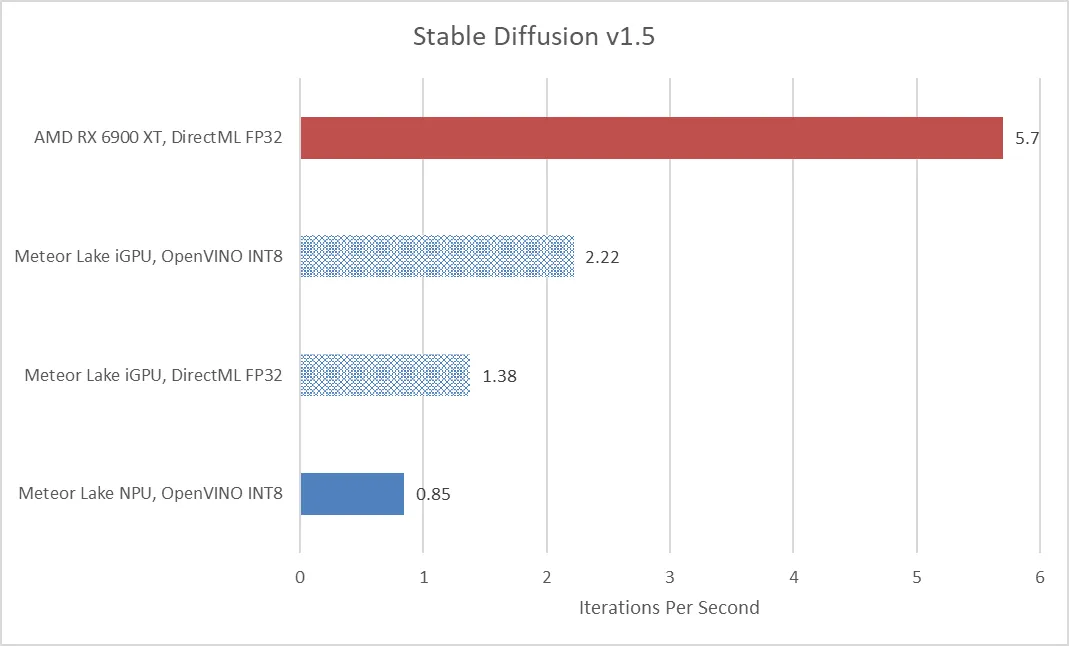 Stable Diffusion v1.5
AMD RX 6900 XT, DirectML FP32
5.7
Meteor Lake iGPU, OpenVINO INT8
2.22
Meteor Lake iGPU, DirectML FP32
1.38
Meteor Lake NPU, OpenVINO INT8
0.85
0 1 2 3 4 5 6
Iterations Per Second